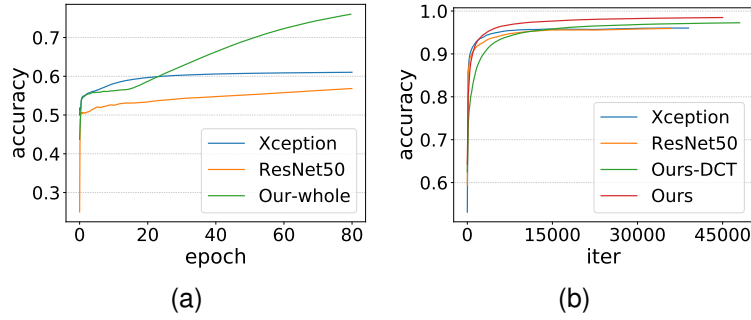 accuracy
0.7
0.6
0.5
0.4
0.3
Xception
ResNet50
Our-whole
0 20 40 60 80
epoch
(a)
accuracy
1.0
0.9
0.8
0.7
0.6
Xception
ResNet50
Ours-DCT
Ours
0 15000 30000 45000
iter
(b)